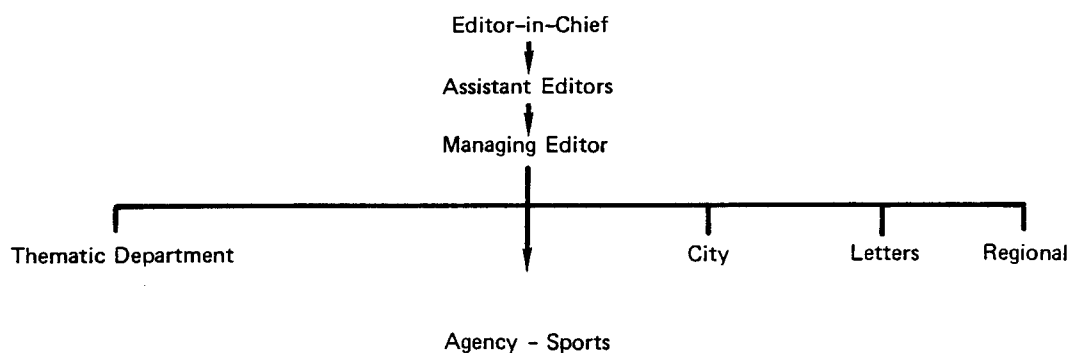 Editor-in-Chief
Assistant Editors
Managing Editor
Thematic Department
City
Letters
Regional
Agency - Sports